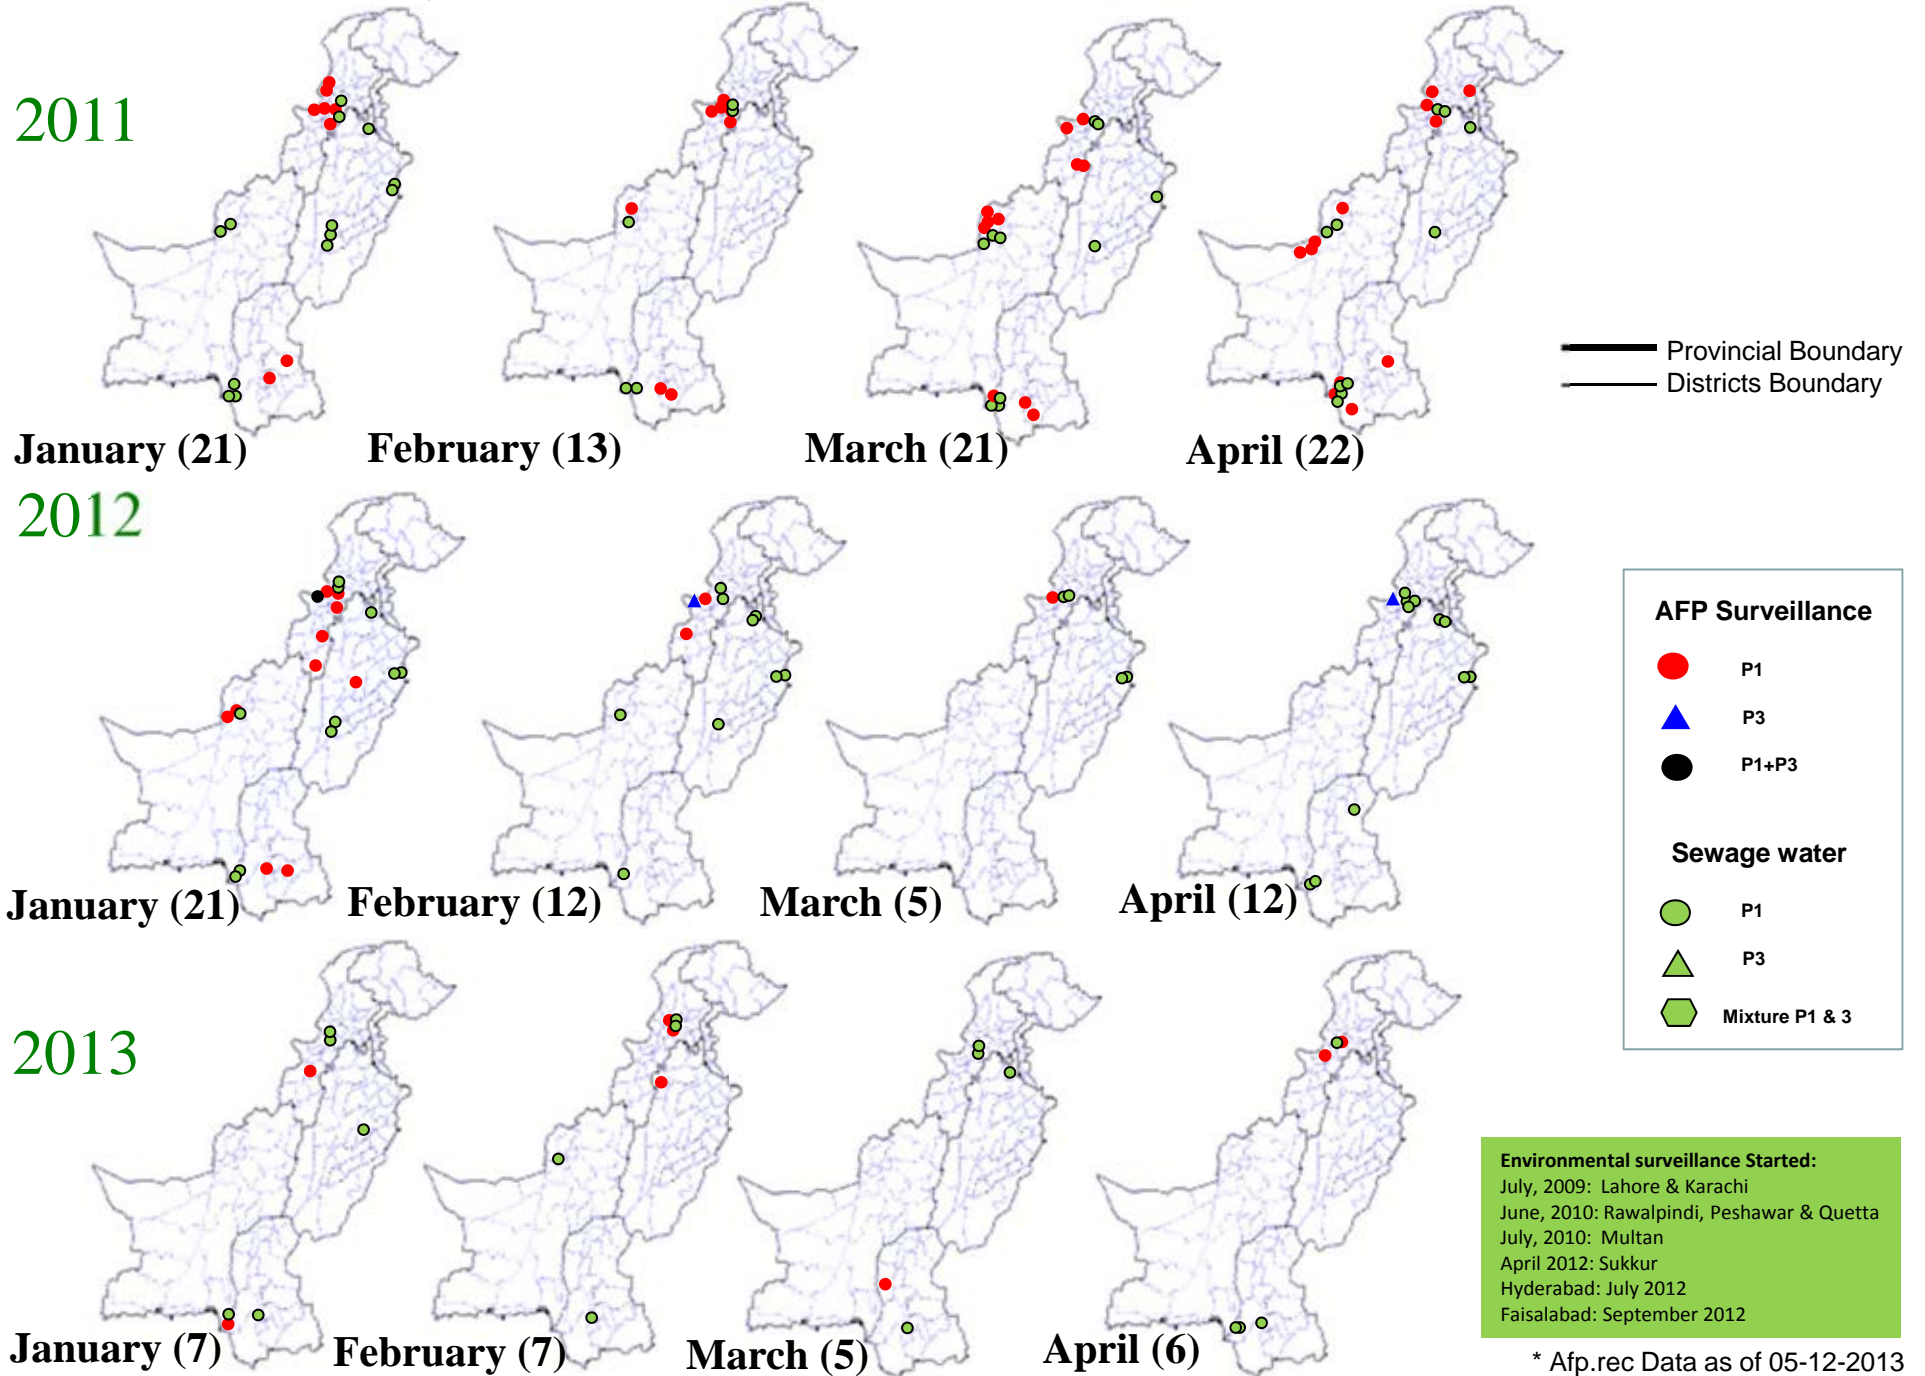 2011
January (21)
February (13)
March (21)
April (22)
Provincial Boundary
Districts Boundary
2012
January (21)
February (12)
March (5)
April (12)
AFP Surveillance
P1
P3
P1+P3
Sewage water
P1
P3
Mixture P1 & 3
2013
January (7)
February (7)
March (5)
April (6)
Environmental surveillance Started:
July, 2009: Lahore & Karachi
June, 2010: Rawalpindi, Peshawar & Quetta
July, 2010: Multan
April 2012: Sukkur
Hyderabad: July 2012
Faisalabad: September 2012
* Afp.rec Data as of 05-12-2013